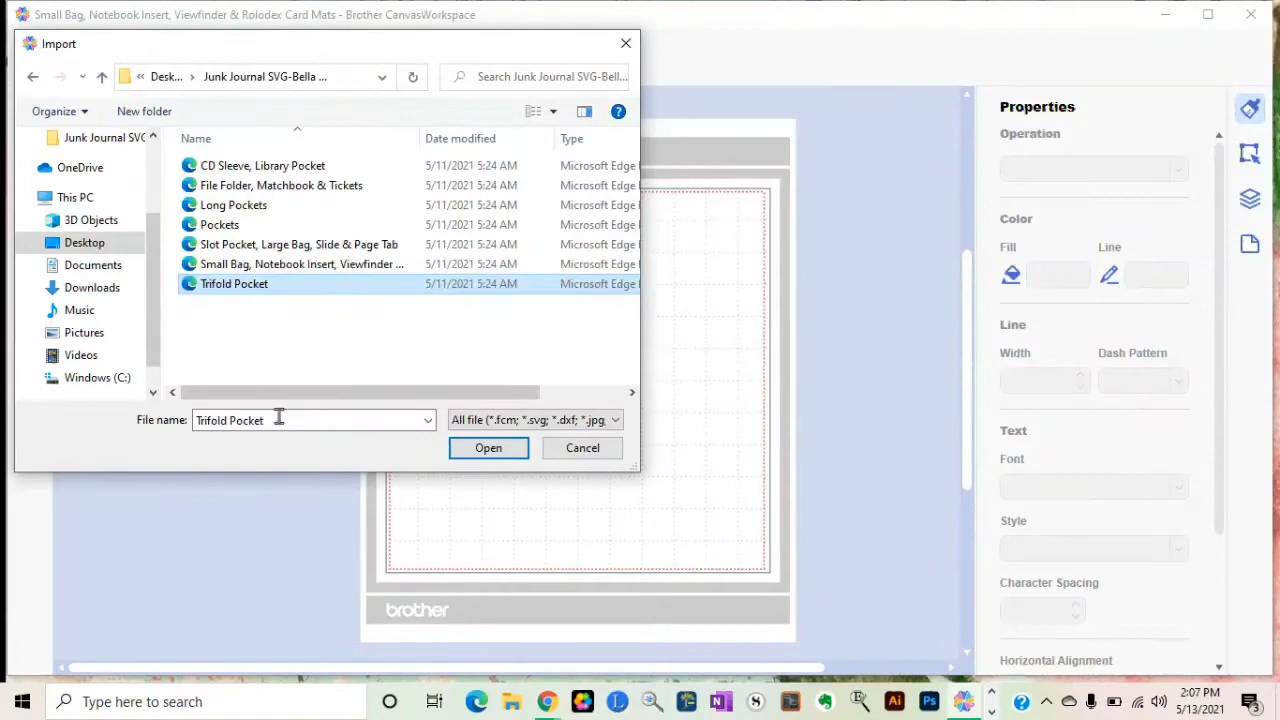 Small Bag, Notebook Insert, Viewfinder & Rolodex Card Mats - Brother CanvasWorkspace
Import
« Desk... > Junk Journal SVG-Bella ...
Search Junk Journal SVG-Bell...
Organize
New folder
Junk Journal SVG
OneDrive
This PC
3D Objects
Desktop
Documents
Downloads
Music
Pictures
Videos
Windows (C:)
Name Date modified Type
CD Sleeve, Library Pocket 5/11/2021 5:24 AM Microsoft Edge
File Folder, Matchbook & Tickets 5/11/2021 5:24 AM Microsoft Edge
Long Pockets 5/11/2021 5:24 AM Microsoft Edge
Pockets 5/11/2021 5:24 AM Microsoft Edge
Slot Pocket, Large Bag, Slide & Page Tab 5/11/2021 5:24 AM Microsoft Edge
Small Bag, Notebook Insert, Viewfinder ... 5/11/2021 5:24 AM Microsoft Edge
Trifold Pocket 5/11/2021 5:24 AM Microsoft Edge
File name: Trifold Pocket
All file (*.fcm; *.svg; *.dxf; *.jpg,
Open
Cancel
brother
Properties
Operation
Color
Fill Line
Line
Width Dash Pattern
Text
Font
Style
Character Spacing
Horizontal Alignment
Type here to search
2:07 PM
5/13/2021
3